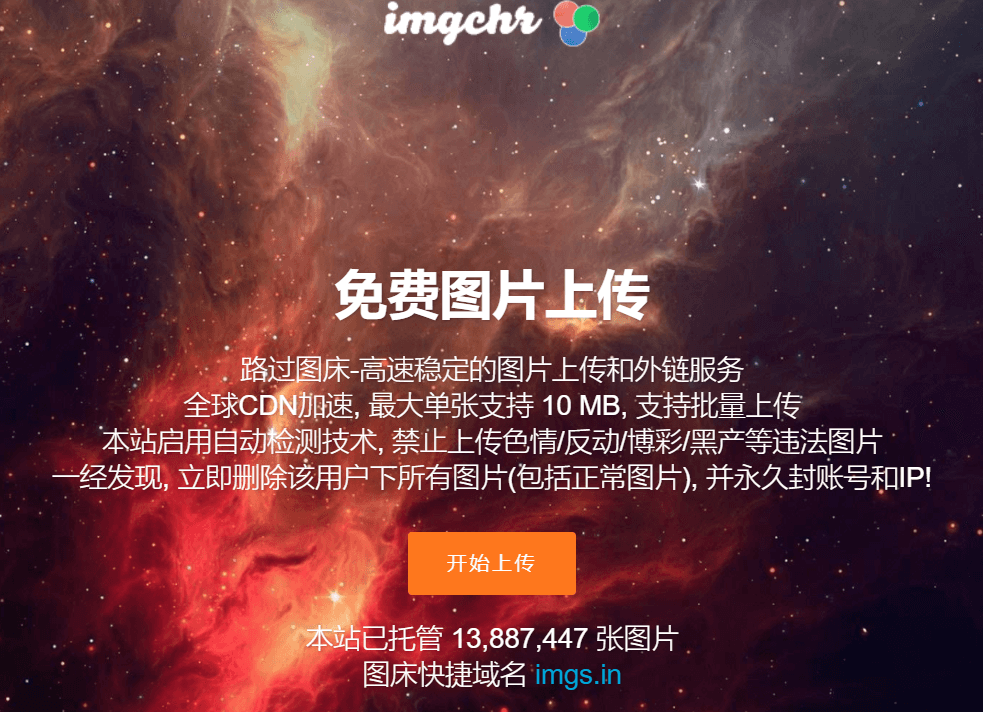 imgchr
免费图片上传
路过图床-高速稳定的图片上传和外链服务
全球CDN加速, 最大单张支持 10 MB, 支持批量上传
本站启用自动检测技术, 禁止上传色情/反动/博彩/黑产等违法图片
一经发现, 立即删除该用户下所有图片(包括正常图片), 并永久封账号和IP!
开始上传
本站已托管 13,887,447 张图片
图床快捷域名 imgs.in